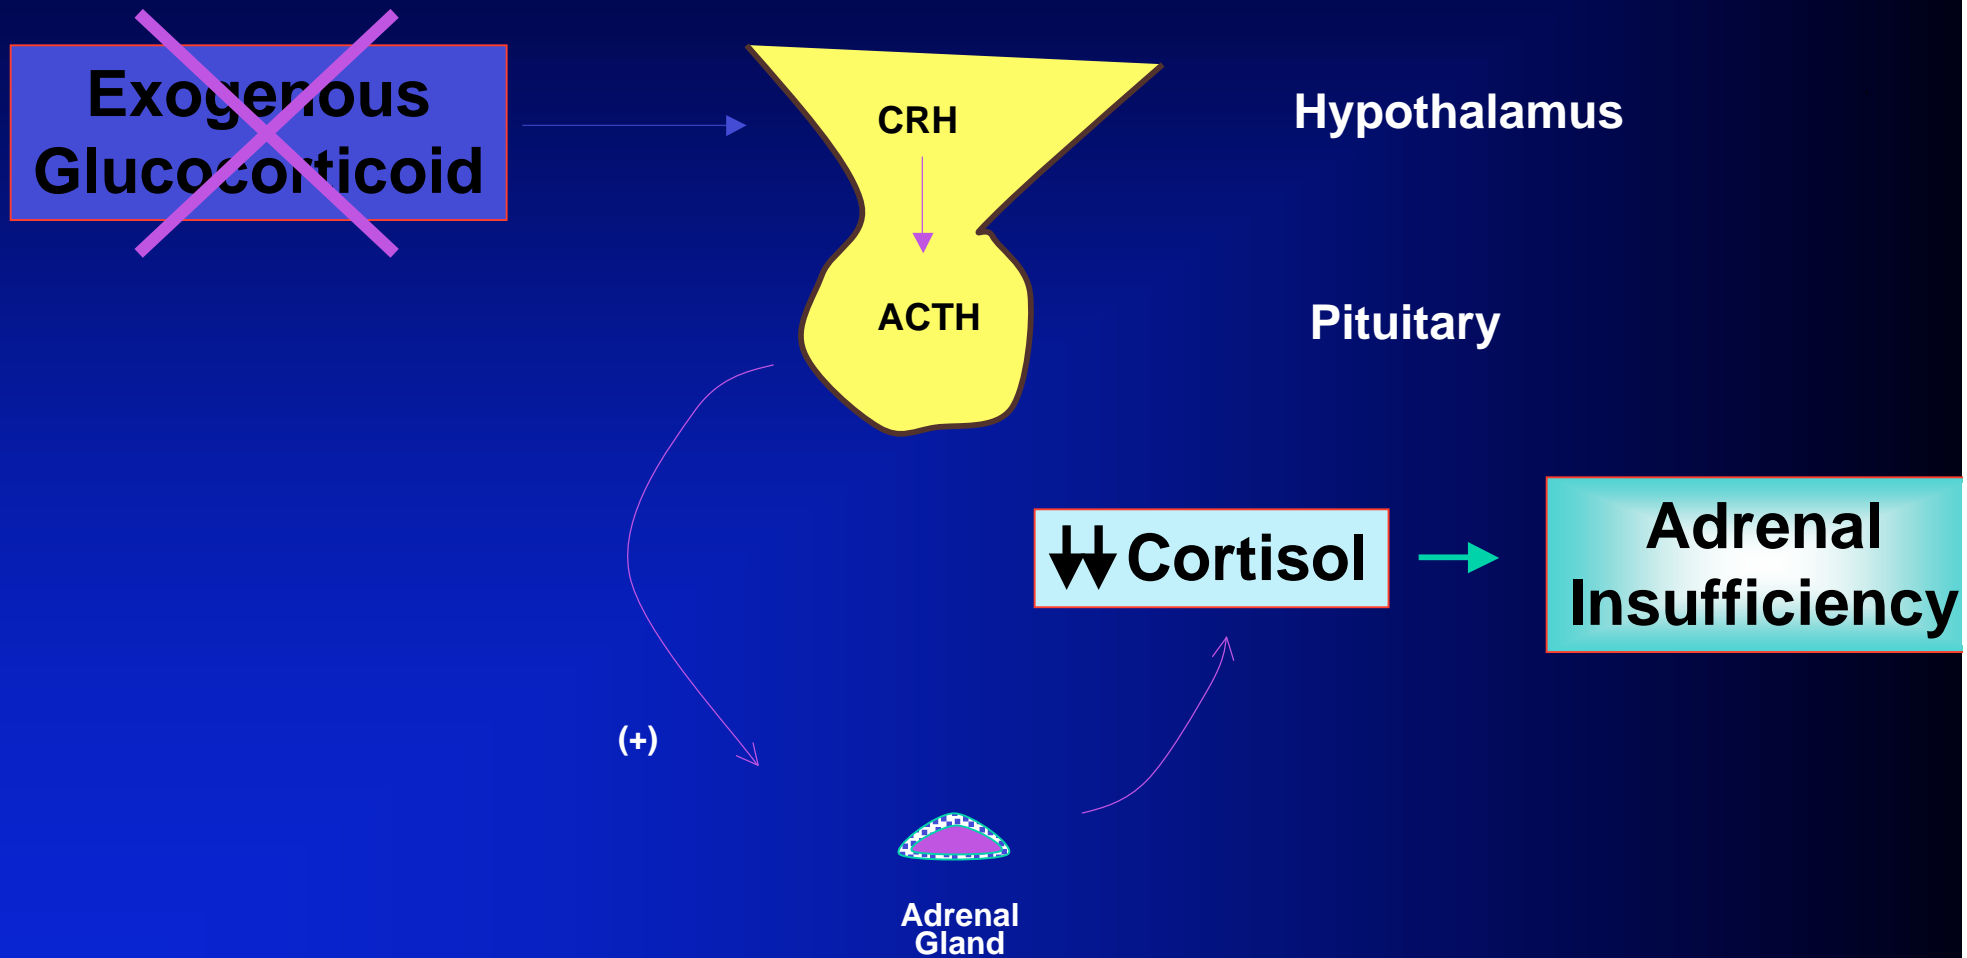 Exogenous
Glucocorticoid
CRH
Hypothalamus
ACTH
Pituitary
↓↓ Cortisol
Adrenal
Insufficiency
(+)
Adrenal
Gland